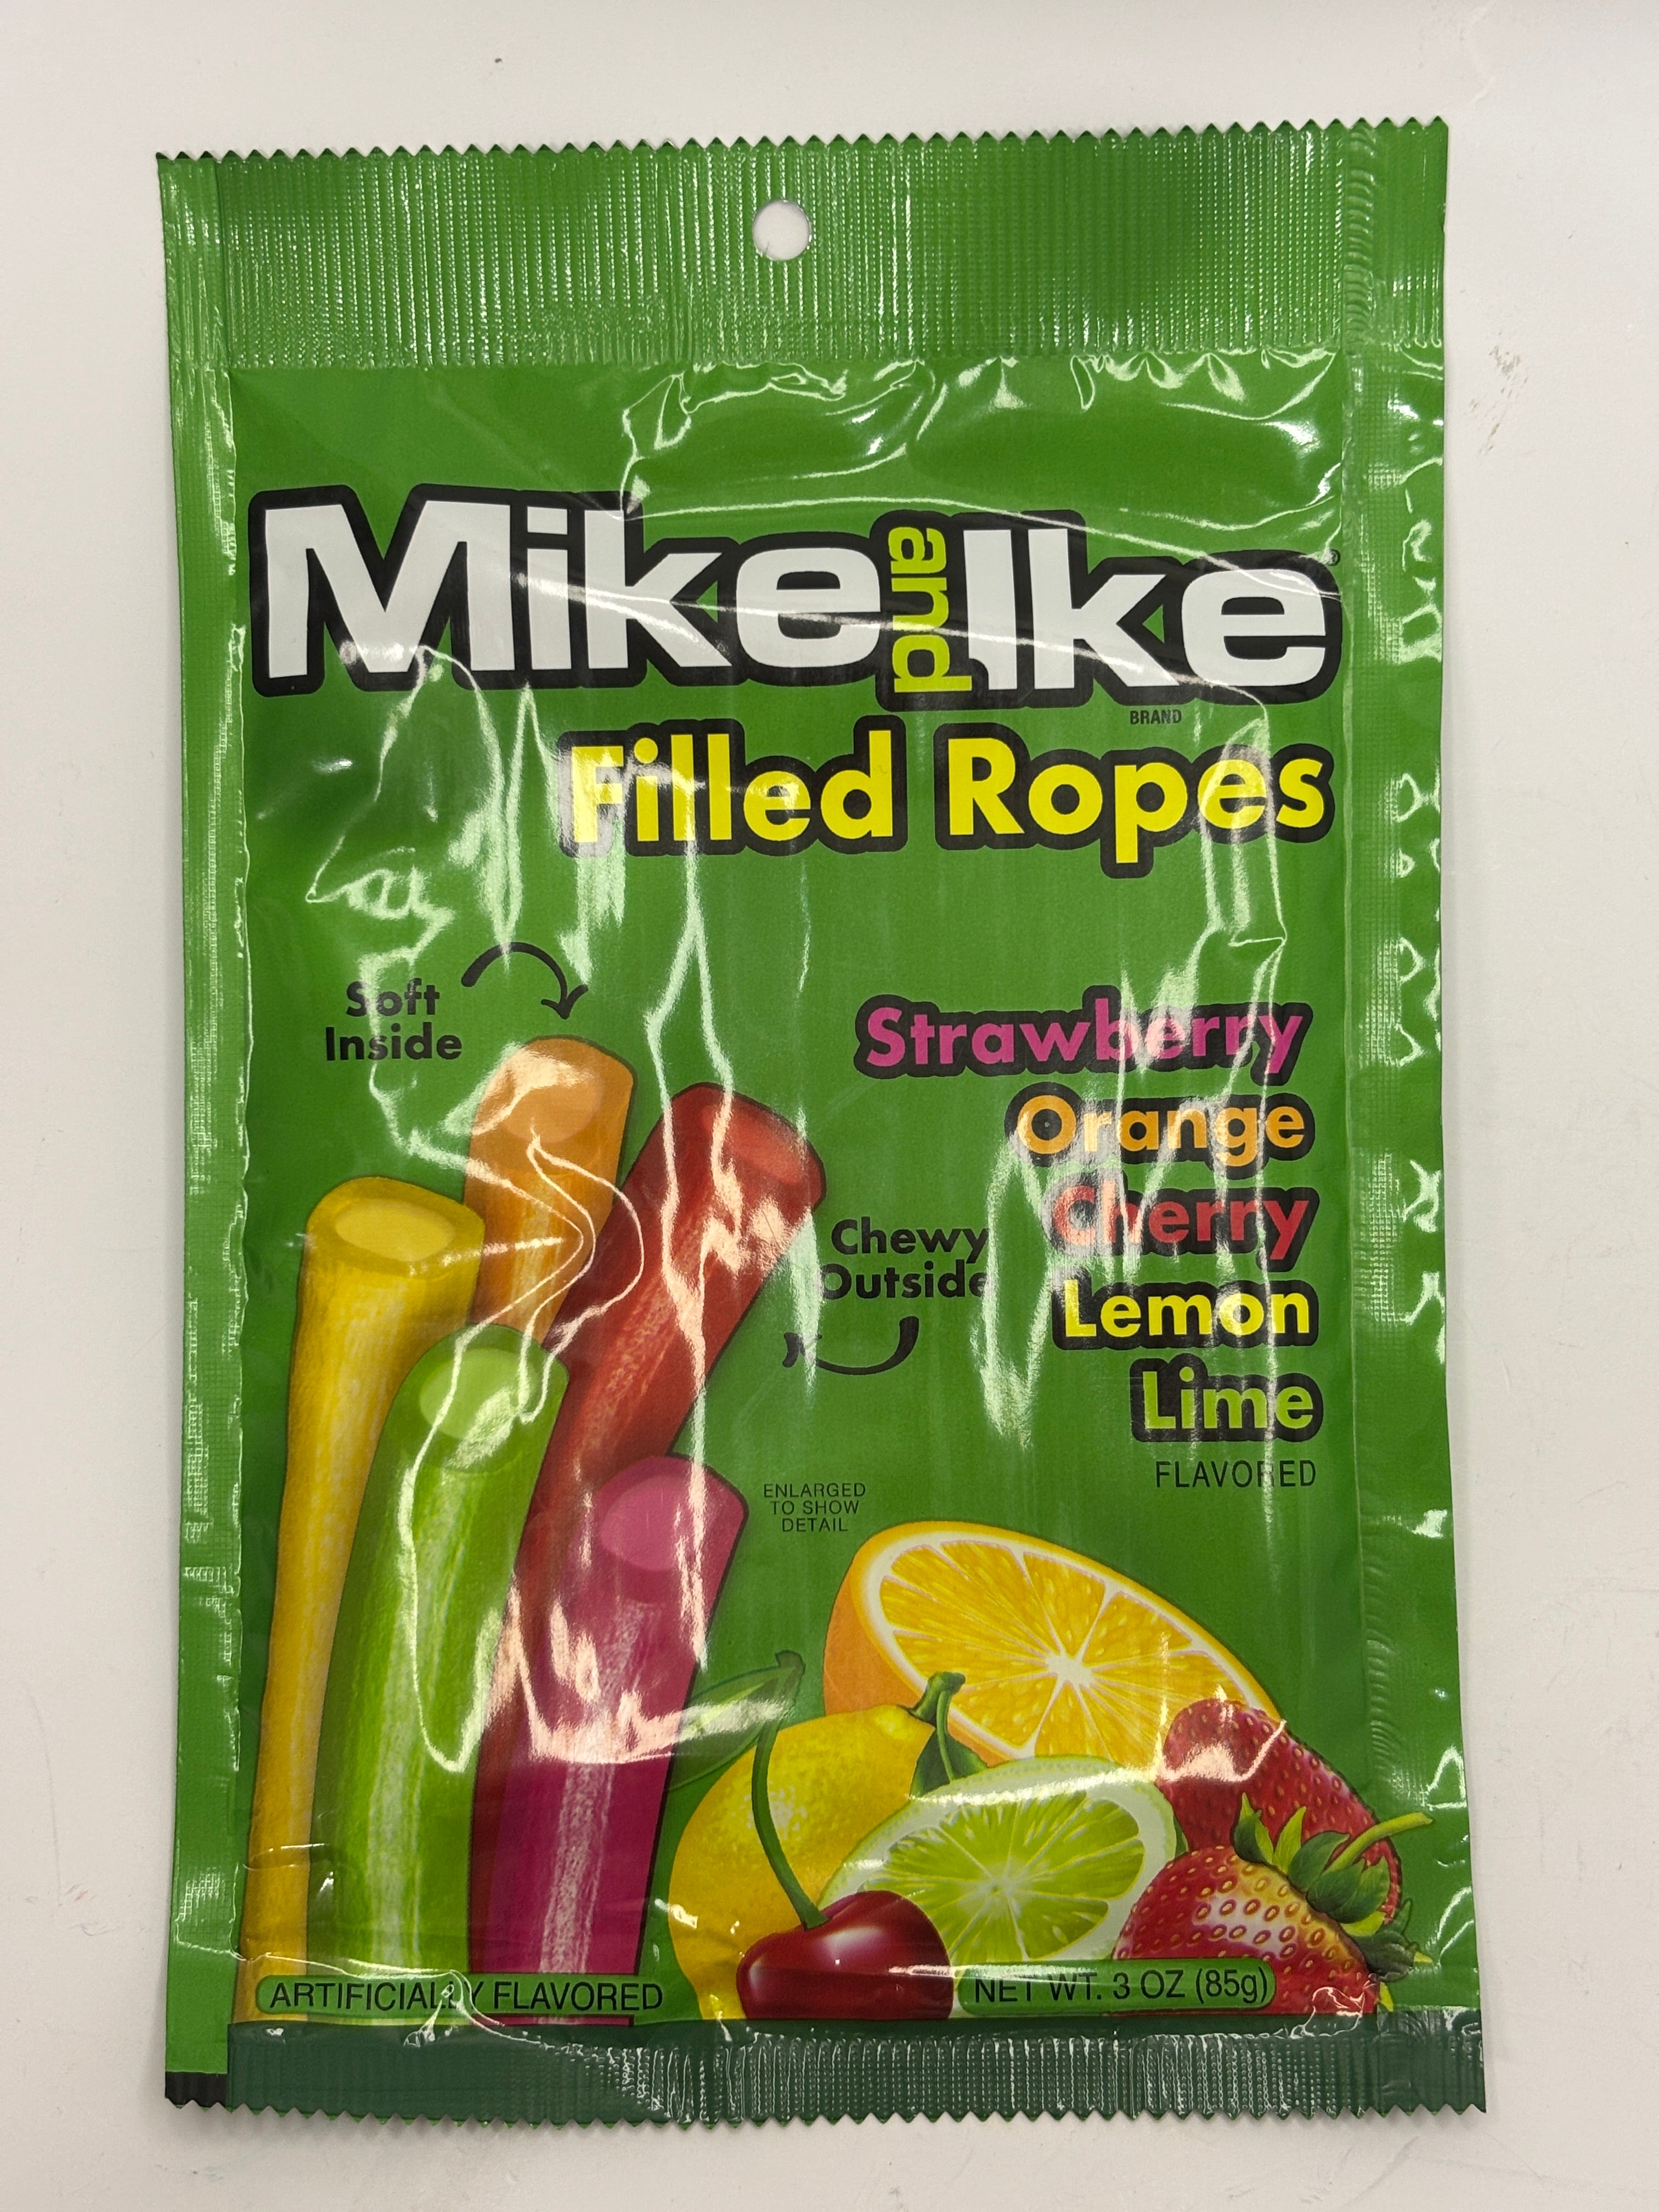 Mike and Ike®
BRAND
Filled Ropes
Soft
Inside
Strawberry
Orange
Cherry
Lemon
Lime
FLAVORED
Chewy
Outside
ENLARGED
TO SHOW
DETAIL
ARTIFICIALLY FLAVORED
NET WT. 3 OZ (85g)